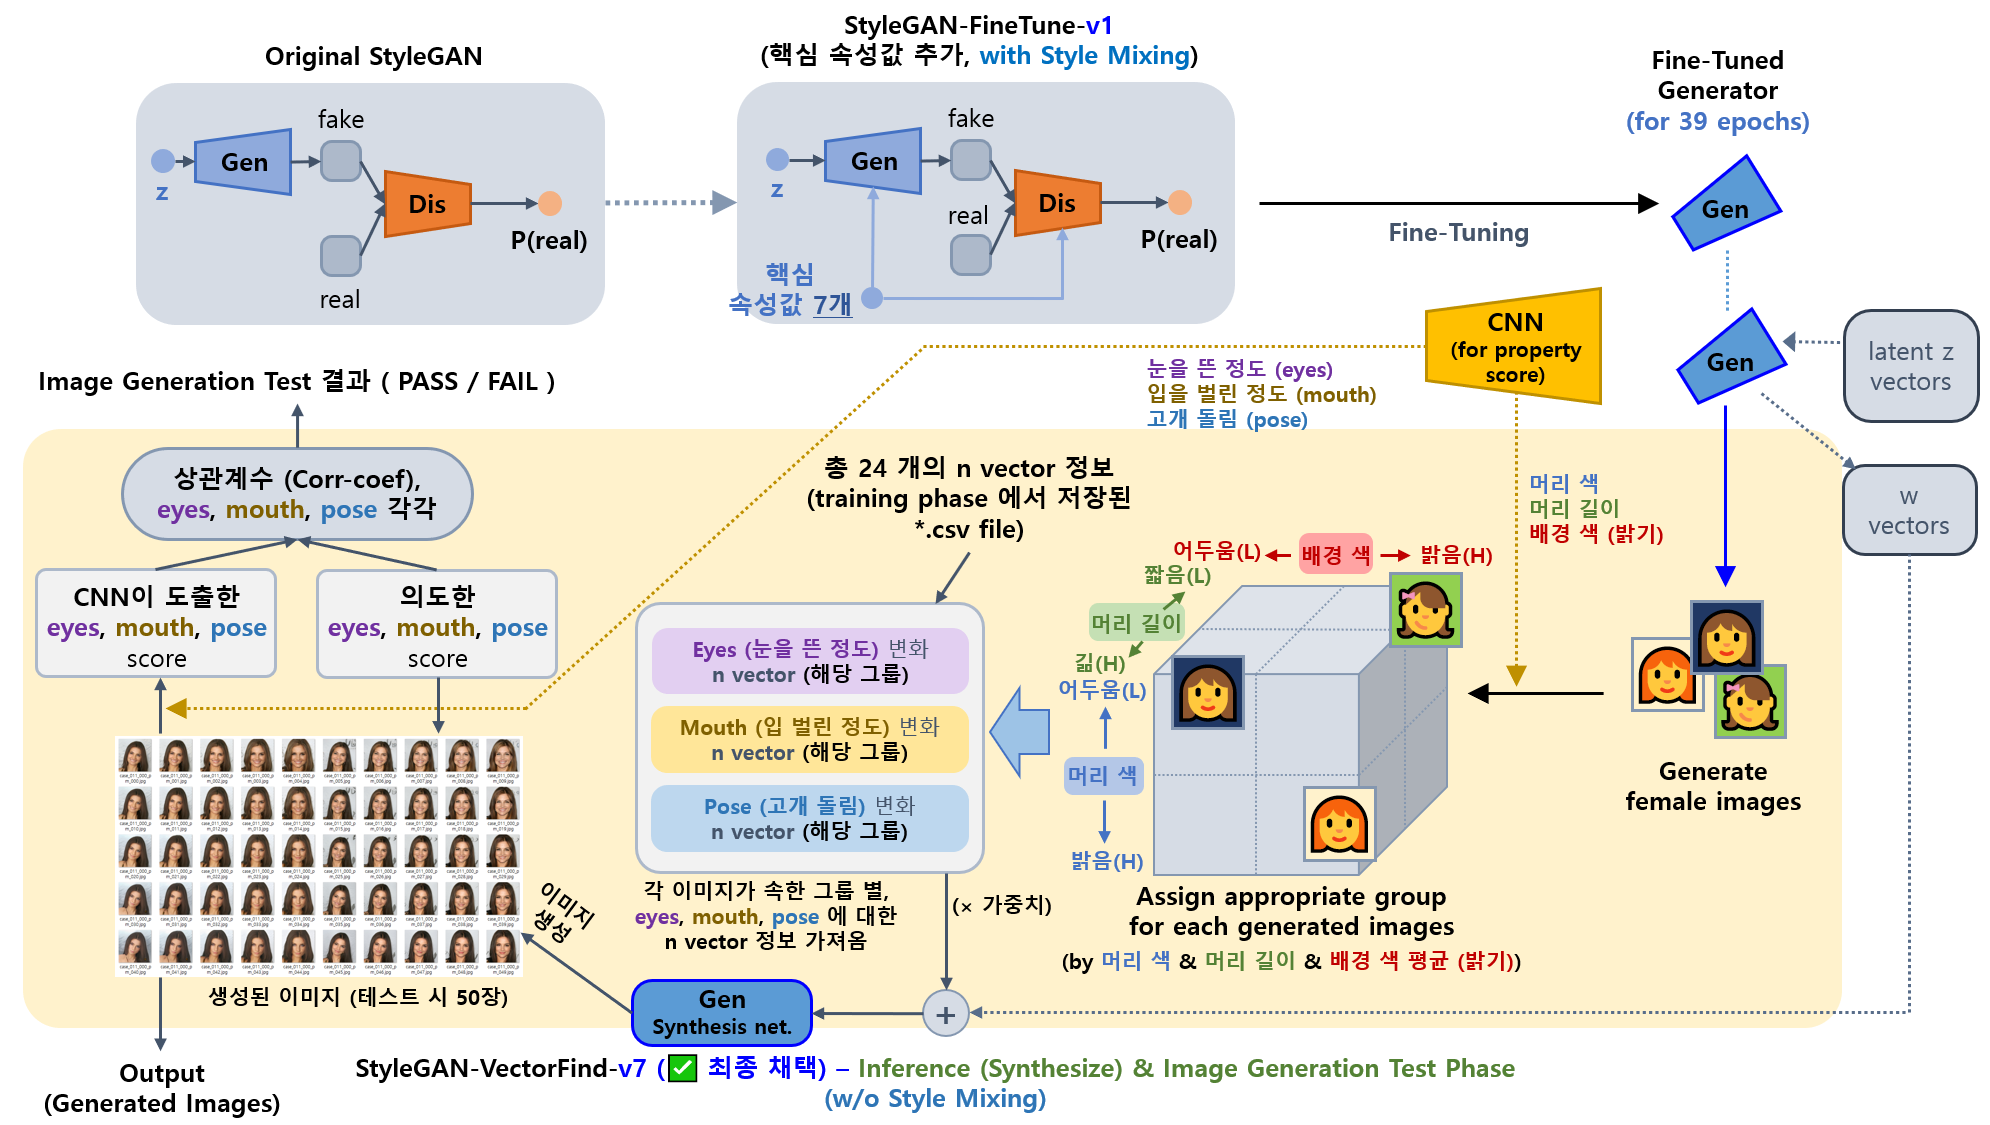 Original StyleGAN
fake
Gen
z
Dis
P(real)
real
StyleGAN-FineTune-v1
(핵심 속성값 추가, with Style Mixing)
fake
Gen
z
real
Dis
P(real)
핵심
속성값 7개
Fine-Tuning
Fine-Tuned
Generator
(for 39 epochs)
Gen
Gen
latent z
vectors
w
vectors
CNN
(for property
score)
눈을 뜬 정도 (eyes)
입을 벌린 정도 (mouth)
고개 돌림 (pose)
머리 색
머리 길이
배경 색 (밝기)
Generate
female images
어두움(L)
배경 색
밝음(H)
짧음(L)
머리 길이
긺(H)
어두움(L)
머리 색
밝음(H)
Assign appropriate group
for each generated images
(by 머리 색 & 머리 길이 & 배경 색 평균 (밝기))
총 24 개의 n vector 정보
(training phase 에서 저장된
*.csv file)
Eyes (눈을 뜬 정도) 변화
n vector (해당 그룹)
Mouth (입 벌린 정도) 변화
n vector (해당 그룹)
Pose (고개 돌림) 변화
n vector (해당 그룹)
각 이미지가 속한 그룹 별,
eyes, mouth, pose 에 대한
n vector 정보 가져옴
(× 가중치)
+
Gen
Synthesis net.
이미지
생성
Image Generation Test 결과 ( PASS / FAIL )
상관계수 (Corr-coef),
eyes, mouth, pose 각각
CNN이 도출한
eyes, mouth, pose
score
의도한
eyes, mouth, pose
score
생성된 이미지 (테스트 시 50장)
Output
(Generated Images)
StyleGAN-VectorFind-v7 (✅ 최종 채택) – Inference (Synthesize) & Image Generation Test Phase
(w/o Style Mixing)